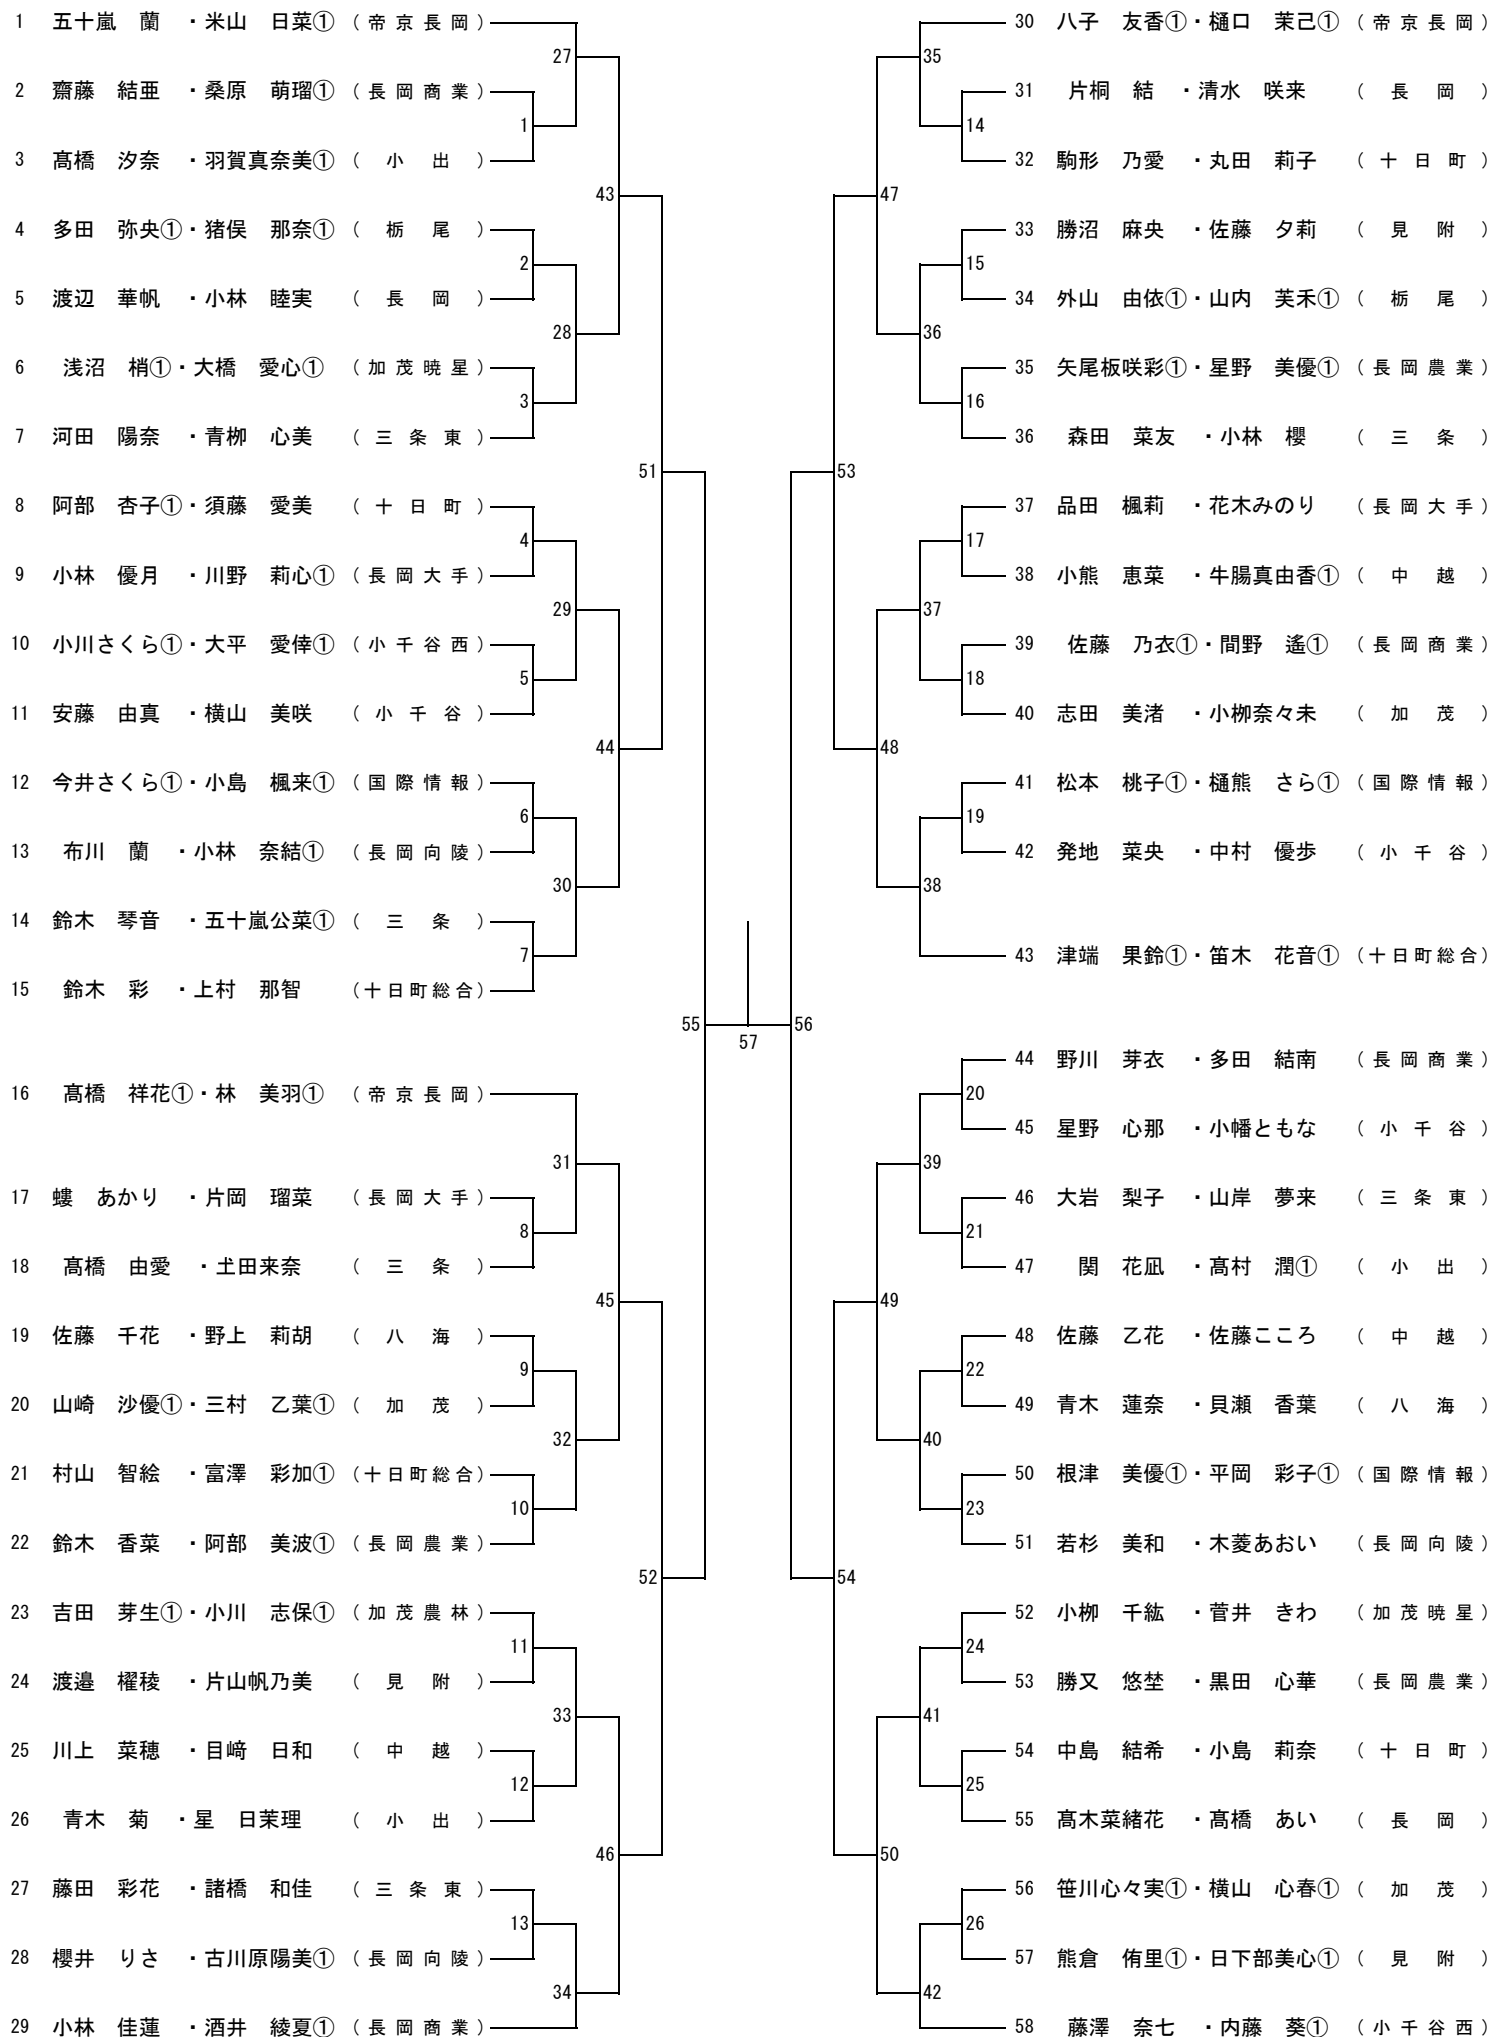 1 五十嵐 蘭 ・米山 日菜① (帝京長岡)
2 齋藤 結亜 ・桑原 萌瑠① (長岡商業)
3 髙橋 汐奈 ・羽賀真奈美① (小出)
4 多田 弥央①・猪俣 那奈① (栃尾)
5 渡辺 華帆 ・小林 睦実 (長岡)
6 浅沼 梢①・大橋 愛心① (加茂暁星)
7 河田 陽奈 ・青栁 心美 (三条東)
8 阿部 杏子①・須藤 愛美 (十日町)
9 小林 優月 ・川野 莉心① (長岡大手)
10 小川さくら①・大平 愛倖① (小千谷西)
11 安藤 由真 ・横山 美咲 (小千谷)
12 今井さくら①・小島 楓来① (国際情報)
13 布川 蘭 ・小林 奈結① (長岡向陵)
14 鈴木 琴音 ・五十嵐公菜① (三条)
15 鈴木 彩 ・上村 那智 (十日町総合)
16 髙橋 祥花①・林 美羽① (帝京長岡)
17 螻 あかり ・片岡 瑠菜 (長岡大手)
18 髙橋 由愛 ・𡈽田来奈 (三条)
19 佐藤 千花 ・野上 莉胡 (八海)
20 山崎 沙優①・三村 乙葉① (加茂)
21 村山 智絵 ・富澤 彩加① (十日町総合)
22 鈴木 香菜 ・阿部 美波① (長岡農業)
23 吉田 芽生①・小川 志保① (加茂農林)
24 渡邉 櫂稜 ・片山帆乃美 (見附)
25 川上 菜穂 ・目﨑 日和 (中越)
26 青木 菊 ・星 日茉理 (小出)
27 藤田 彩花 ・諸橋 和佳 (三条東)
28 櫻井 りさ ・古川原陽美① (長岡向陵)
29 小林 佳蓮 ・酒井 綾夏① (長岡商業)
27
1
43
2
28
3
51
4
29
5
44
6
30
7
55
31
8
45
9
32
10
52
11
33
12
46
13
34
57
35
14
47
15
36
16
53
17
37
18
48
19
38
56
20
39
21
49
22
40
23
54
24
41
25
50
26
42
30 八子 友香①・樋口 茉己① (帝京長岡)
31 片桐 結 ・清水 咲来 (長岡)
32 駒形 乃愛 ・丸田 莉子 (十日町)
33 勝沼 麻央 ・佐藤 夕莉 (見附)
34 外山 由依①・山内 芙禾① (栃尾)
35 矢尾板咲彩①・星野 美優① (長岡農業)
36 森田 菜友 ・小林 櫻 (三条)
37 品田 楓莉 ・花木みのり (長岡大手)
38 小熊 恵菜 ・牛腸真由香① (中越)
39 佐藤 乃衣①・間野 遙① (長岡商業)
40 志田 美渚 ・小栁奈々未 (加茂)
41 松本 桃子①・樋熊 さら① (国際情報)
42 発地 菜央 ・中村 優歩 (小千谷)
43 津端 果鈴①・笛木 花音① (十日町総合)
44 野川 芽衣 ・多田 結南 (長岡商業)
45 星野 心那 ・小幡ともな (小千谷)
46 大岩 梨子 ・山岸 夢来 (三条東)
47 関 花凪 ・髙村 潤① (小出)
48 佐藤 乙花 ・佐藤こころ (中越)
49 青木 蓮奈 ・貝瀬 香葉 (八海)
50 根津 美優①・平岡 彩子① (国際情報)
51 若杉 美和 ・木菱あおい (長岡向陵)
52 小栁 千紘 ・菅井 きわ (加茂暁星)
53 勝又 悠埜 ・黒田 心華 (長岡農業)
54 中島 結希 ・小島 莉奈 (十日町)
55 髙木菜緒花 ・髙橋 あい (長岡)
56 笹川心々実①・横山 心春① (加茂)
57 熊倉 侑里①・日下部美心① (見附)
58 藤澤 奈七 ・内藤 葵① (小千谷西)